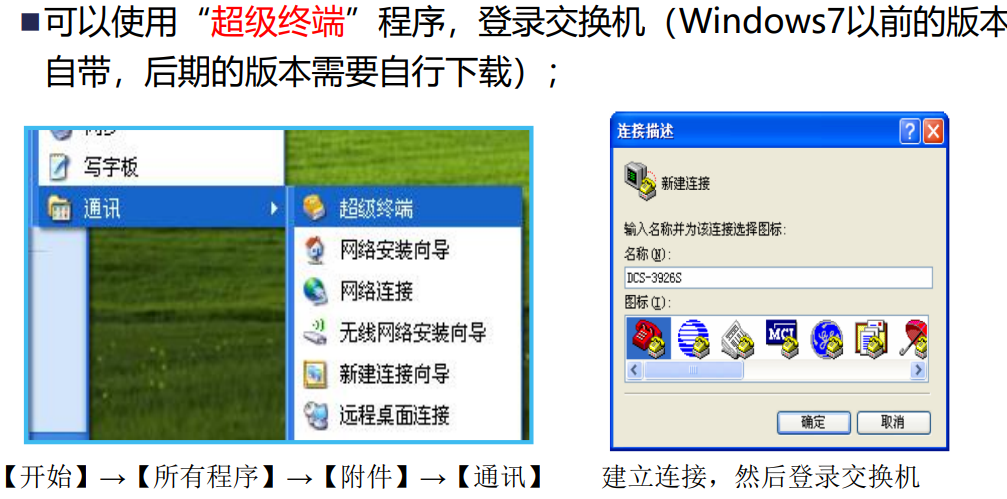 ■可以使用“超级终端”程序，登录交换机（Windows7以前的版本
自带，后期的版本需要自行下载）；
写字板
通讯
超级终端
网络安装向导
网络连接
无线网络安装向导
新建连接向导
远程桌面连接
【开始】→【所有程序】→【附件】→【通讯】
连接描述
新建连接
输入名称并为该连接选择图标:
名称(N):
DCS-3926S
图标(I):
MCI
确定
取消
建立连接，然后登录交换机